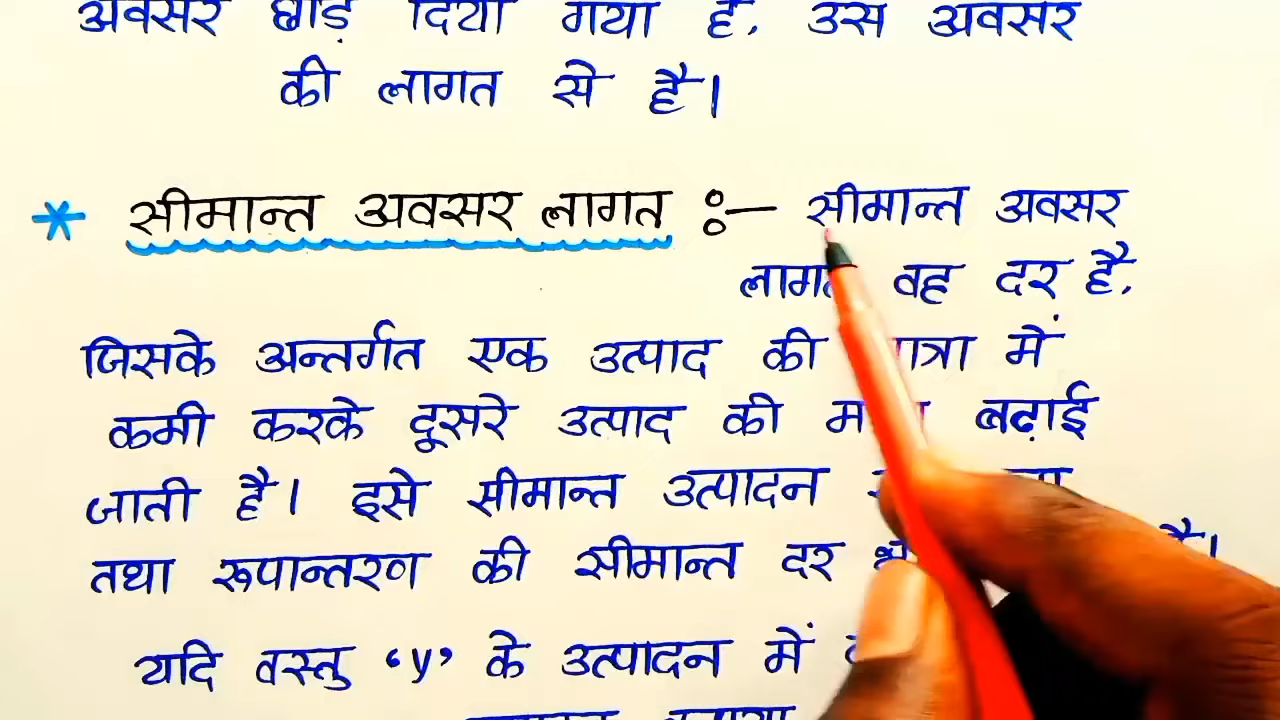 अवसर छोड़ दिया गया है, उस अवसर
की लागत से है।
* सीमान्त अवसर लागत :- सीमान्त अवसर
लागत वह दर है,
जिसके अन्तर्गत एक उत्पाद की मात्रा में
कमी करके दूसरे उत्पाद की बढ़ाई
जाती है। इसे सीमान्त उत्पादन
तथा रूपान्तरण की सीमान्त दर है।
यदि वस्तु ‘y’ के उत्पादन में